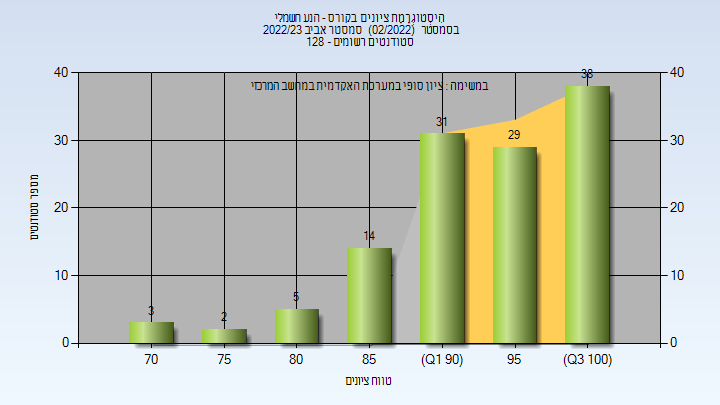 היסטוגרמת ציונים בקורס - הנע חשמלי
בסמסטר (02/2022) סמסטר אביב 2022/23
סטודנטים רשומים - 128
במשימה : ציון סופי במערכת האקדמית במחשב המרכזי
40
30
20
10
0
40
30
20
10
0
3
2
5
14
31
29
38
70
75
80
85
(Q1 90)
95
(Q3 100)
מספר סטודנטים
טווח ציונים